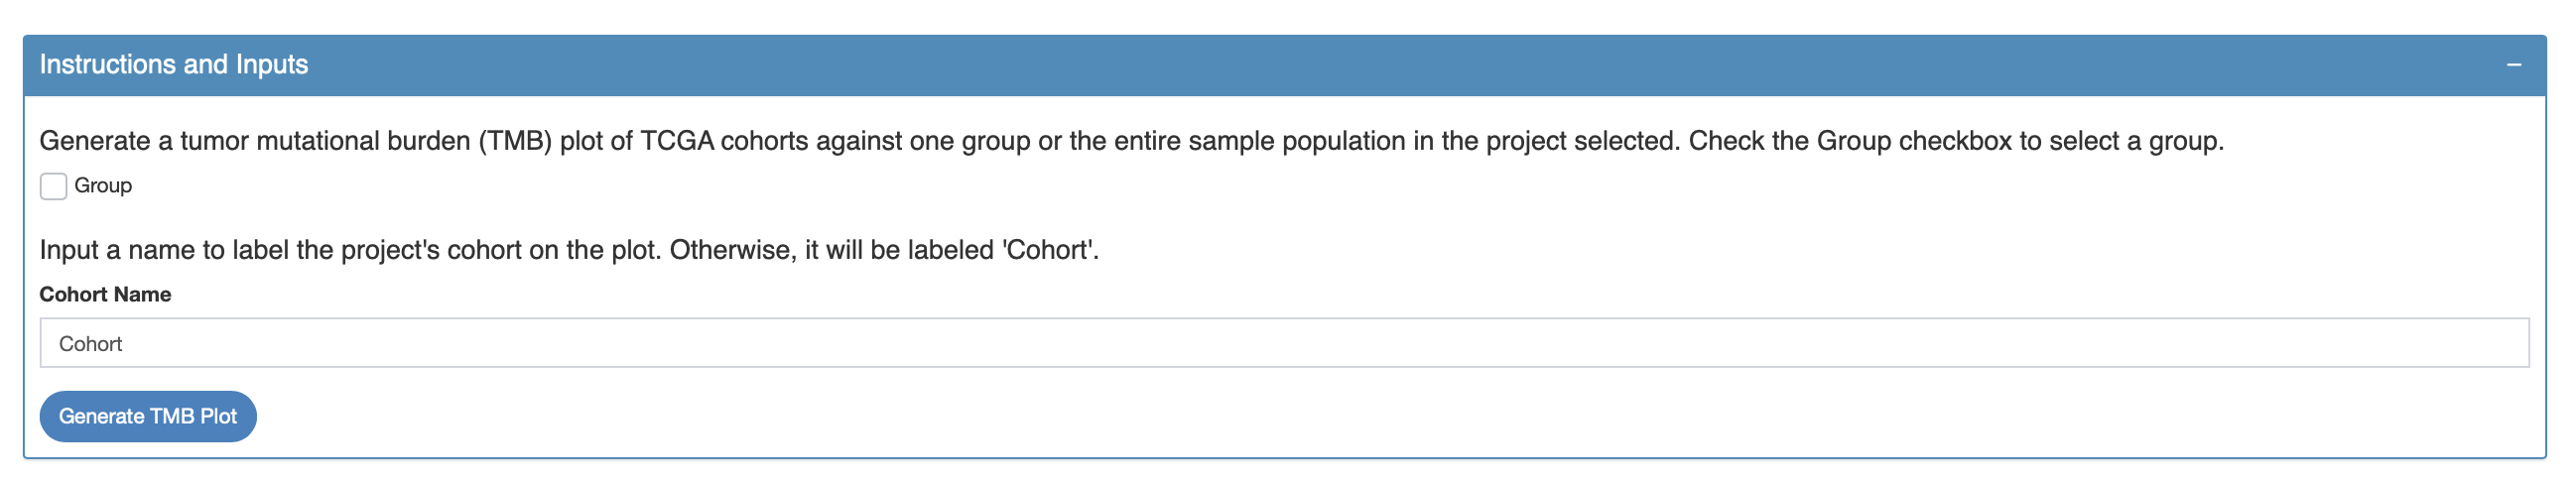 Instructions and Inputs
Generate a tumor mutational burden (TMB) plot of TCGA cohorts against one group or the entire sample population in the project selected. Check the Group checkbox to select a group.
Group
Input a name to label the project's cohort on the plot. Otherwise, it will be labeled 'Cohort'.
Cohort Name
Cohort
Generate TMB Plot